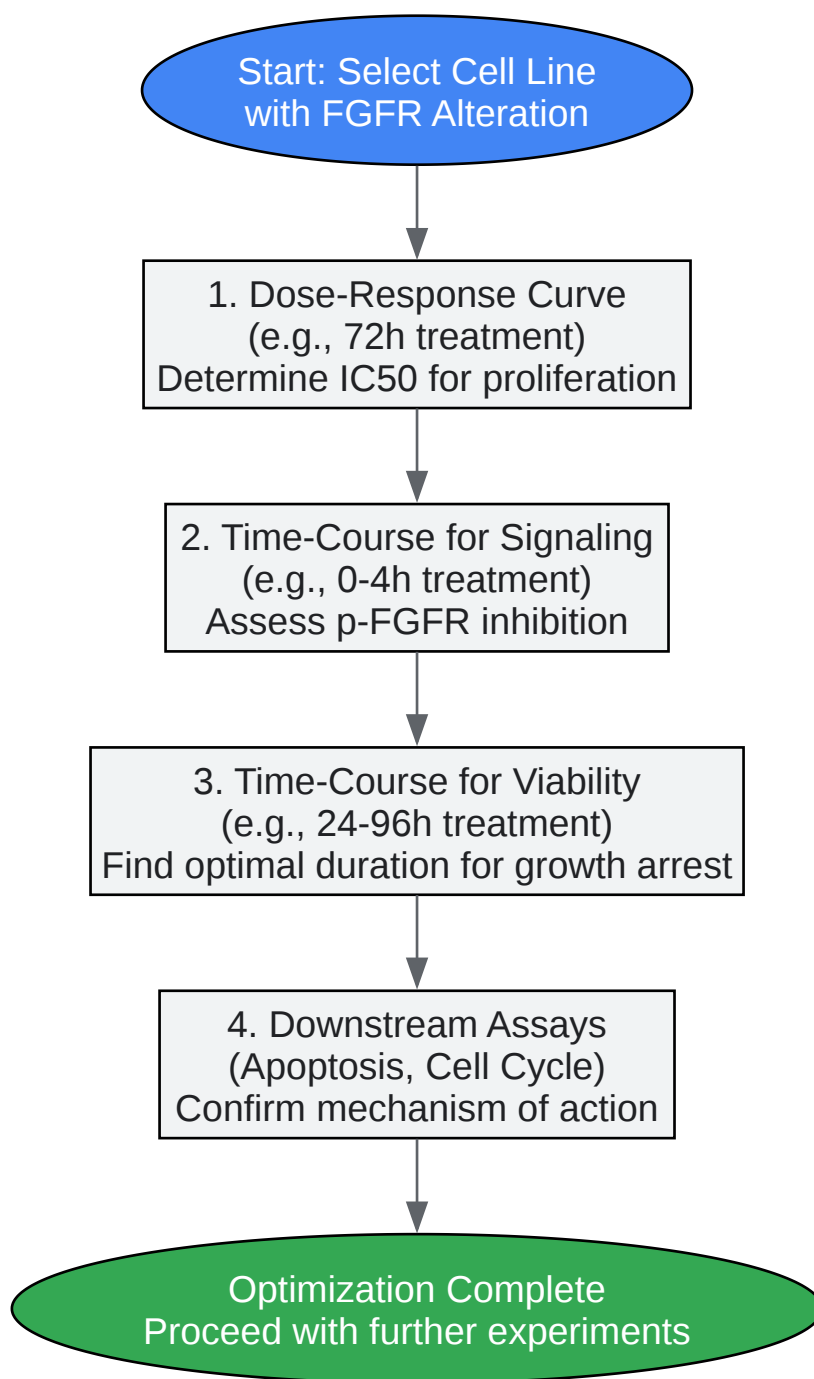 Start: Select Cell Line
with FGFR Alteration
1. Dose-Response Curve
(e.g., 72h treatment)
Determine IC50 for proliferation
2. Time-Course for Signaling
(e.g., 0-4h treatment)
Assess p-FGFR inhibition
3. Time-Course for Viability
(e.g., 24-96h treatment)
Find optimal duration for growth arrest
4. Downstream Assays
(Apoptosis, Cell Cycle)
Confirm mechanism of action
Optimization Complete
Proceed with further experiments